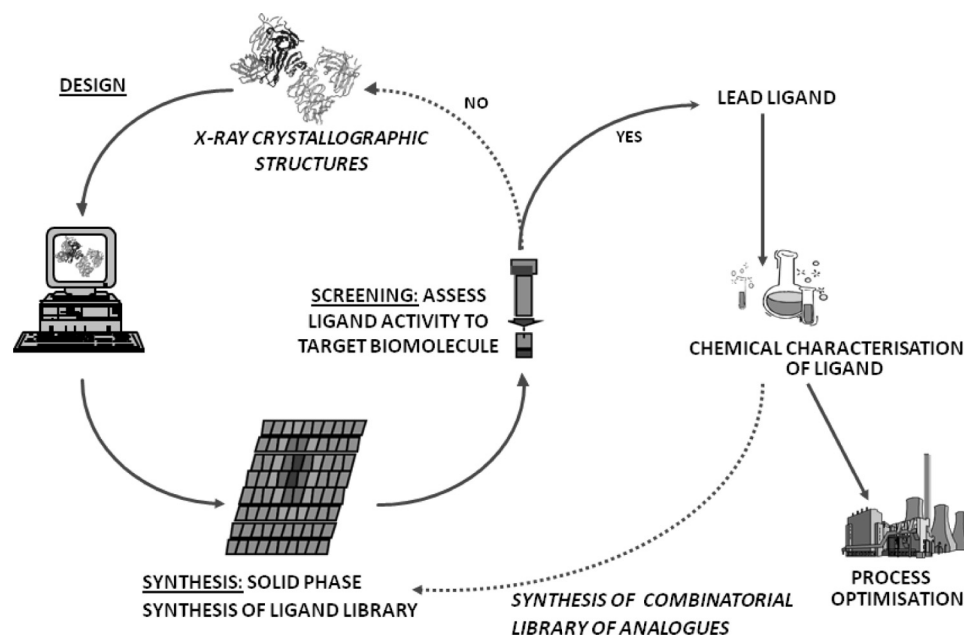 DESIGN
X-RAY CRYSTALLOGRAPHIC
STRUCTURES
NO
YES
LEAD LIGAND
SCREENING: ASSESS
LIGAND ACTIVITY TO
TARGET BIOMOLECULE
CHEMICAL CHARACTERISATION
OF LIGAND
SYNTHESIS: SOLID PHASE
SYNTHESIS OF LIGAND LIBRARY
SYNTHESIS OF COMBINATORIAL
LIBRARY OF ANALOGUES
PROCESS
OPTIMISATION